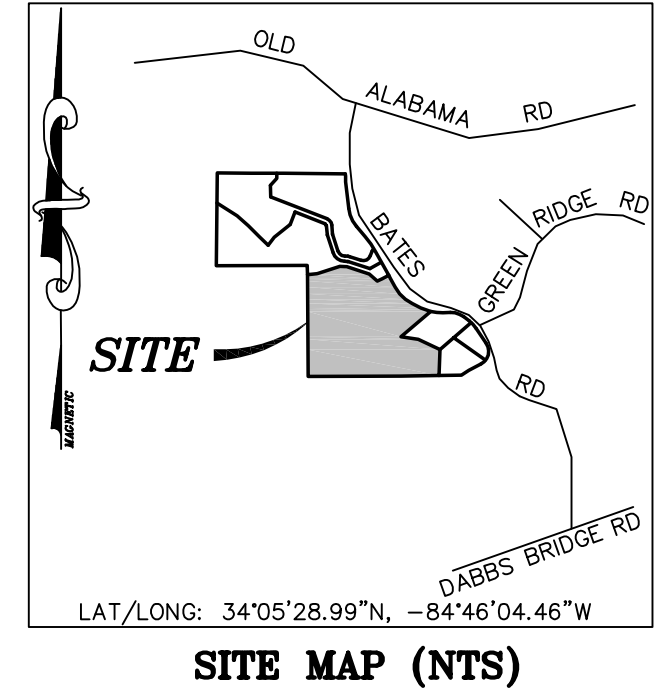 OLD
ALABAMA RD
RIDGE RD
GREEN
BATES
SITE
RD
MAGNETIC
DABBS BRIDGE RD
LAT/LONG: 34°05'28.99"N, -84°46'04.46"W
SITE MAP (NTS)